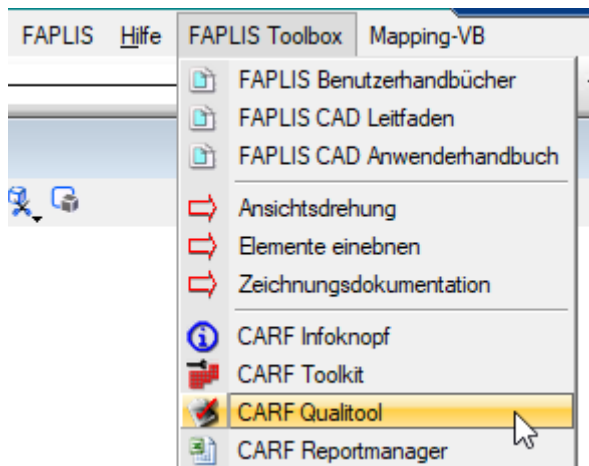 FAPLIS Hilfe FAPLIS Toolbox Mapping-VB
FAPLIS Benutzerhandbücher
FAPLIS CAD Leitfaden
FAPLIS CAD Anwenderhandbuch
Ansichtsdrehung
Elemente einebnen
Zeichnungsdokumentation
CARF Infoknopf
CARF Toolkit
CARF Qualitool
CARF Reportmanager